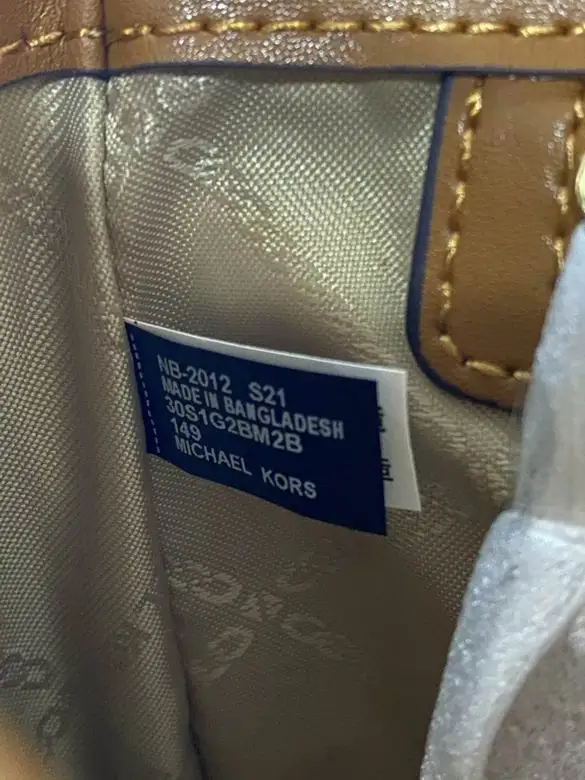 NB-2012 S21
MADE IN BANGLADESH
30S1G2BM2B
149
MICHAEL KORS